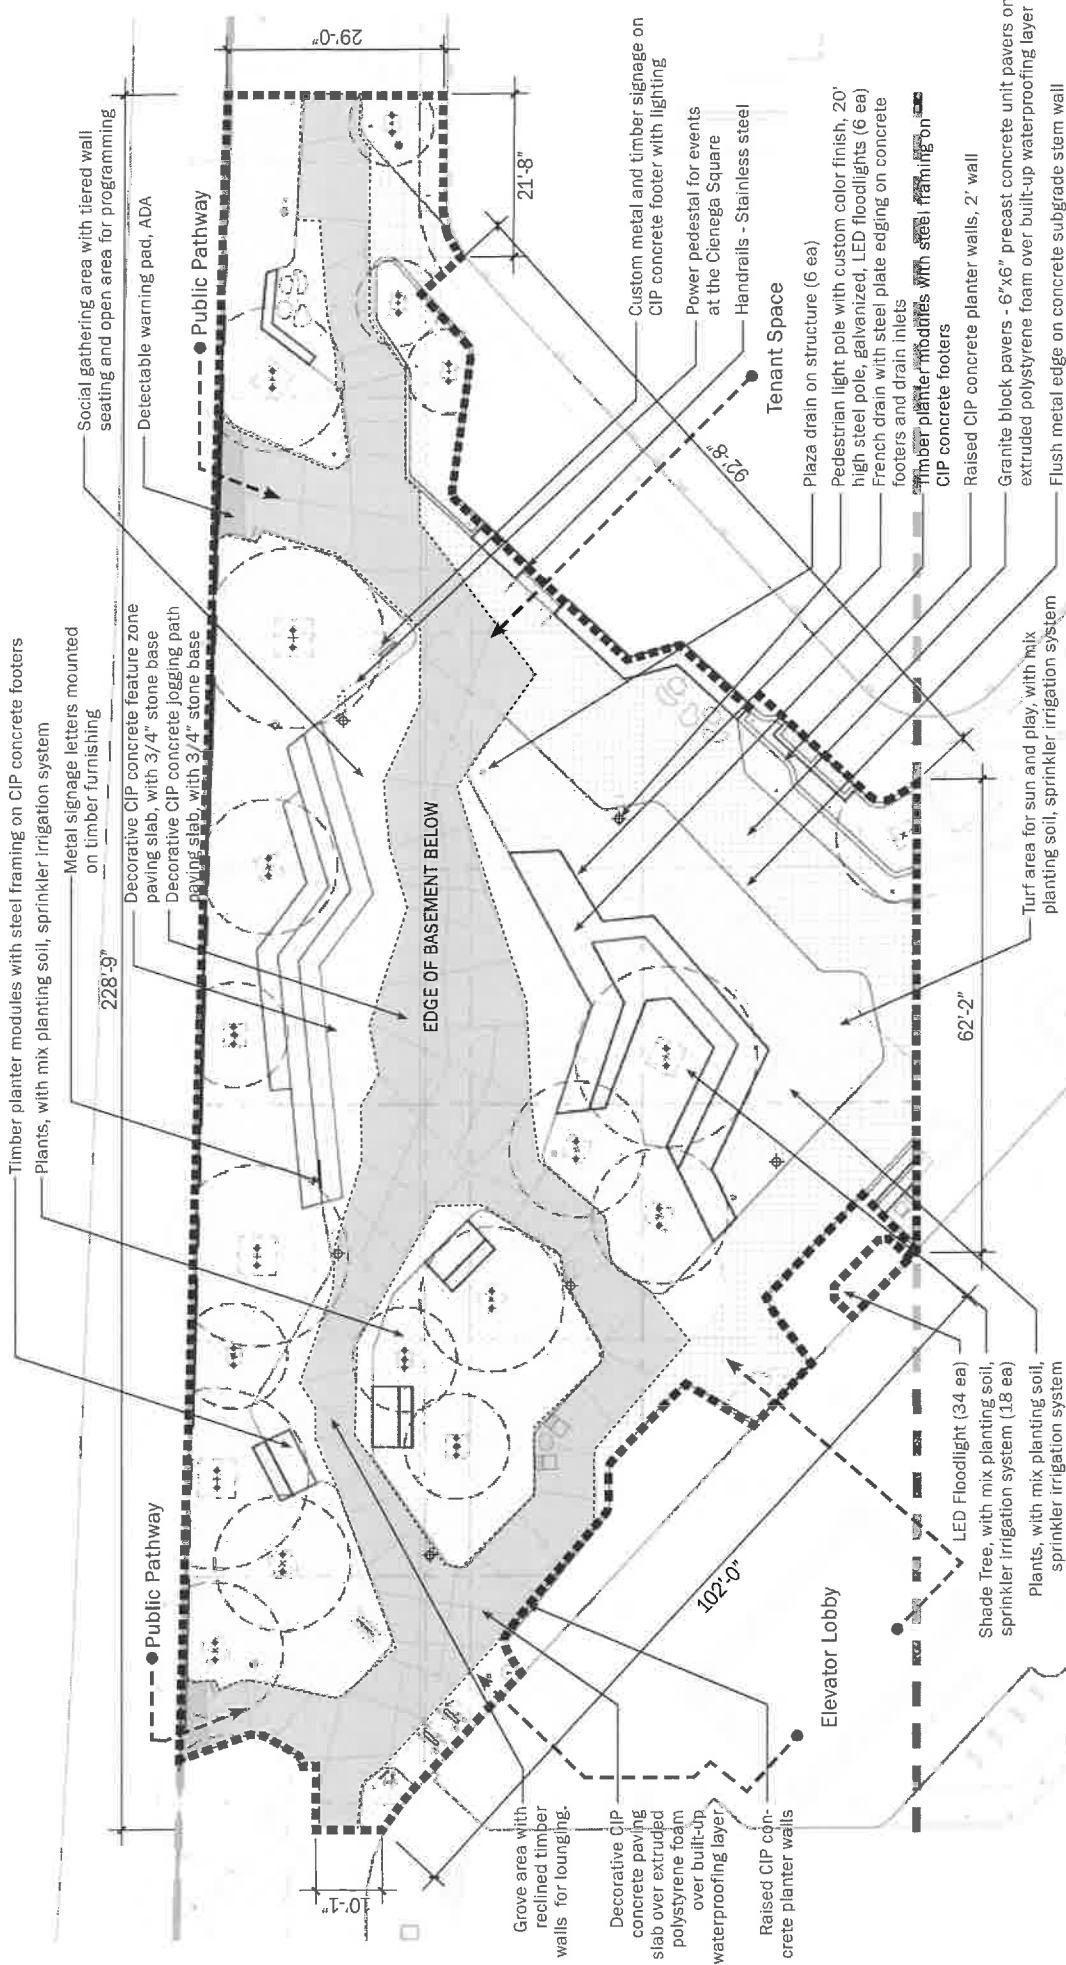 Timber planter modules with steel framing on CIP concrete footers
Plants, with mix planting soil, sprinkler irrigation system
Metal signage letters mounted
on timber furnishing
228'-9"
Decorative CIP concrete feature zone
paving slab, with 3/4" stone base
Decorative CIP concrete jogging path
paving slab, with 3/4" stone base
Social gathering area with tiered wall
seating and open area for programming
Detectable warning pad, ADA
Public Pathway
29'-0"
21'-8"
Public Pathway
EDGE OF BASEMENT BELOW
10'-1"
Custom metal and timber signage on
CIP concrete footer with lighting
Power pedestal for events
at the Cienega Square
Handrails - Stainless steel
Tenant Space
92'-8"
Plaza drain on structure (6 ea)
Pedestrian light pole with custom color finish, 20'
high steel pole, galvanized, LED floodlights (6 ea)
French drain with steel plate edging on concrete
footers and drain inlets
Timber planter modules with steel framing on
CIP concrete footers
Raised CIP concrete planter walls, 2' wall
Granite block pavers - 6"x6" precast concrete unit pavers on
extruded polystyrene foam over built-up waterproofing layer
Flush metal edge on concrete subgrade stem wall
Turf area for sun and play, with mix
planting soil, sprinkler irrigation system
62'-2"
102'-0"
Grove area with
reclined timber
walls for lounging.
Decorative CIP
concrete paving
slab over extruded
polystyrene foam
over built-up
waterproofing layer
Raised CIP con-
crete planter walls
Elevator Lobby
LED Floodlight (34 ea)
Shade Tree, with mix planting soil,
sprinkler irrigation system (18 ea)
Plants, with mix planting soil,
sprinkler irrigation system